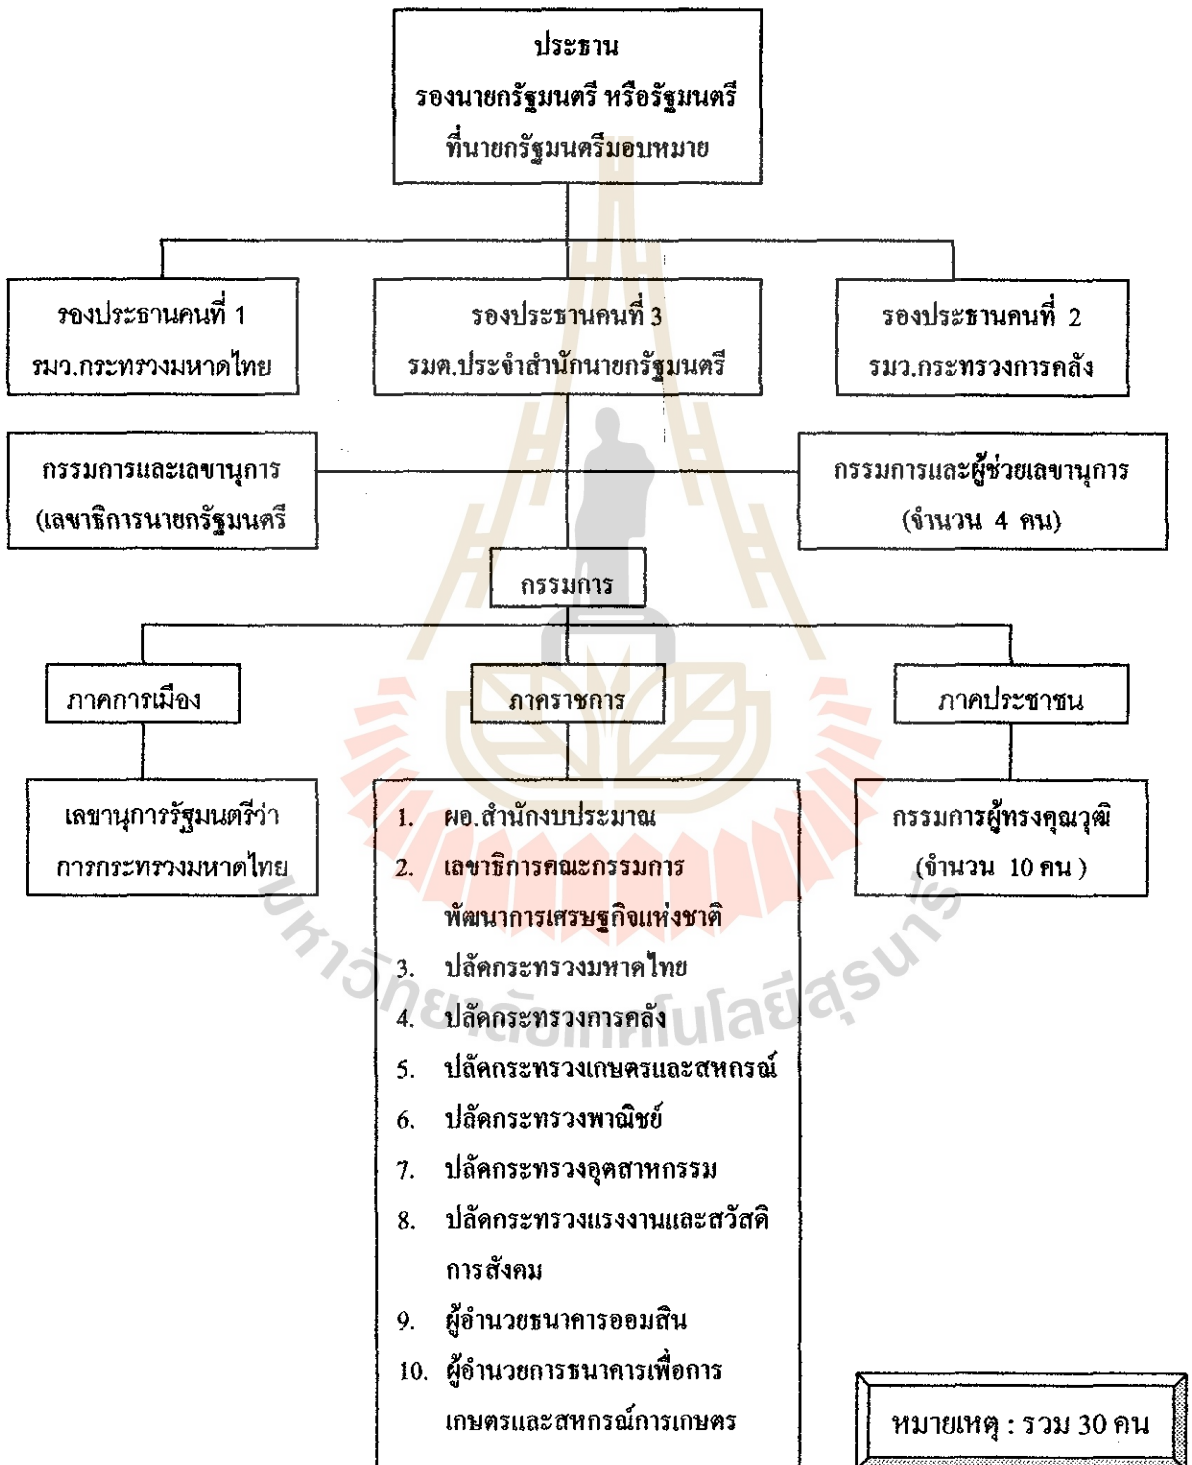 ประธาน
รองนายกรัฐมนตรี หรือรัฐมนตรี
ที่นายกรัฐมนตรีมอบหมาย
รองประธานคนที่ 1
รมว.กระทรวงมหาดไทย
รองประธานคนที่ 3
รมต.ประจำสำนักนายกรัฐมนตรี
รองประธานคนที่ 2
รมว.กระทรวงการคลัง
กรรมการและเลขานุการ
(เลขาธิการนายกรัฐมนตรี
กรรมการและผู้ช่วยเลขานุการ
(จำนวน 4 คน)
กรรมการ
ภาคการเมือง
ภาคราชการ
ภาคประชาชน
เลขานุการรัฐมนตรีว่า
การกระทรวงมหาดไทย
1. ผอ.สำนักงบประมาณ
2. เลขาธิการคณะกรรมการ
พัฒนาการเศรษฐกิจแห่งชาติ
3. ปลัดกระทรวงมหาดไทย
4. ปลัดกระทรวงการคลัง
5. ปลัดกระทรวงเกษตรและสหกรณ์
6. ปลัดกระทรวงพาณิชย์
7. ปลัดกระทรวงอุตสาหกรรม
8. ปลัดกระทรวงแรงงานและสวัสดิ
การสังคม
9. ผู้อำนวยธนาคารออมสิน
10. ผู้อำนวยการธนาคารเพื่อการ
เกษตรและสหกรณ์การเกษตร
กรรมการผู้ทรงคุณวุฒิ
(จำนวน 10 คน )
มหาวิทยาลัยเทคโนโลยีสุรนารี
หมายเหตุ : รวม 30 คน